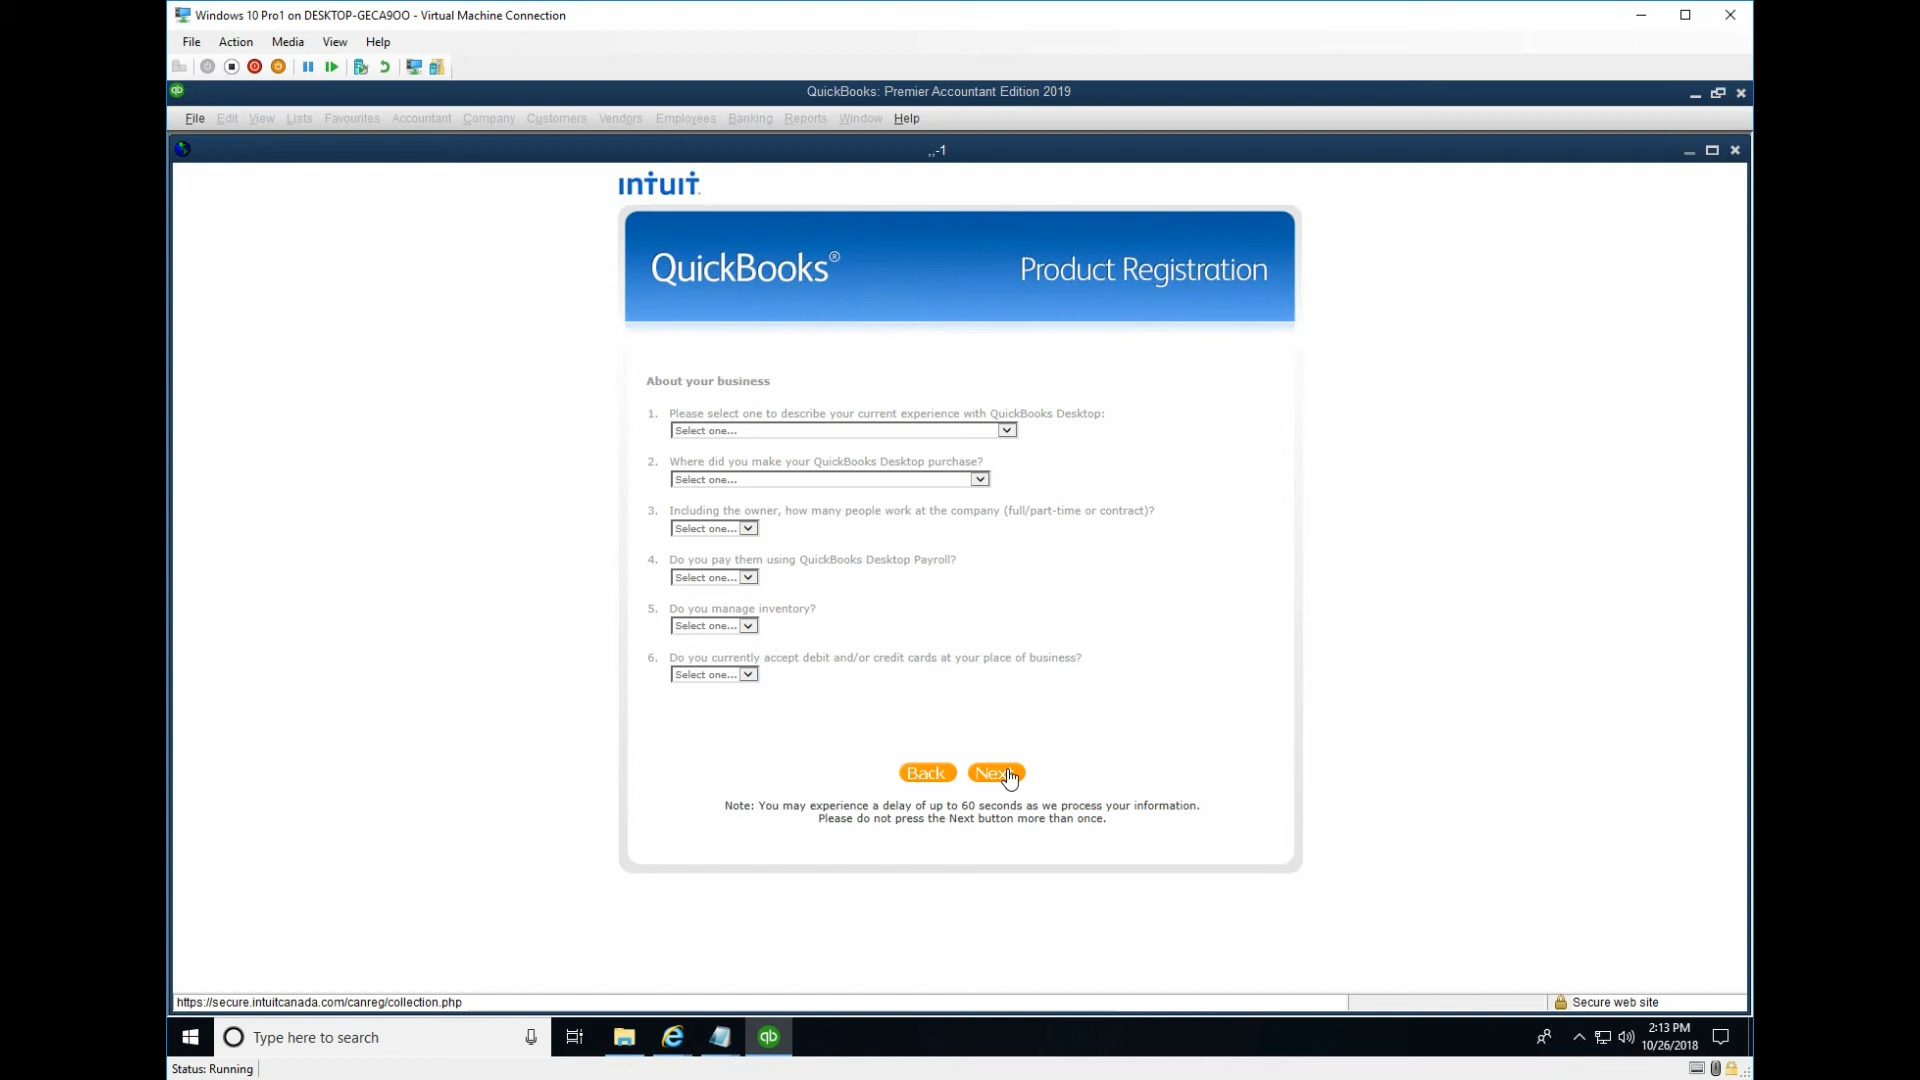 Windows 10 Pro1 on DESKTOP-GECA9OO - Virtual Machine Connection
File Action Media View Help
qb QuickBooks: Premier Accountant Edition 2019
File Edit View Lists Favourites Accountant Company Customers Vendors Employees Banking Reports Window Help
,,-1
intuit.
QuickBooks® Product Registration
About your business
1. Please select one to describe your current experience with QuickBooks Desktop:
Select one...
2. Where did you make your QuickBooks Desktop purchase?
Select one...
3. Including the owner, how many people work at the company (full/part-time or contract)?
Select one...
4. Do you pay them using QuickBooks Desktop Payroll?
Select one...
5. Do you manage inventory?
Select one...
6. Do you currently accept debit and/or credit cards at your place of business?
Select one...
Back Next
Note: You may experience a delay of up to 60 seconds as we process your information.
Please do not press the Next button more than once.
https://secure.intuitcanada.com/canreg/collection.php Secure web site
Type here to search qb 2:13 PM
10/26/2018
Status: Running